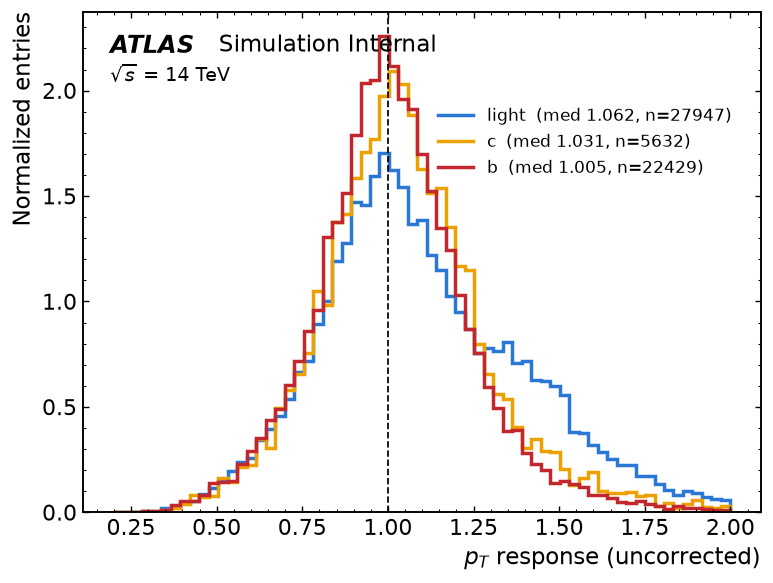 ATLAS Simulation Internal
√s = 14 TeV
light (med 1.062, n=27947)
c (med 1.031, n=5632)
b (med 1.005, n=22429)
Normalized entries
2.0
1.5
1.0
0.5
0.0
0.25 0.50 0.75 1.00 1.25 1.50 1.75 2.00
pT response (uncorrected)